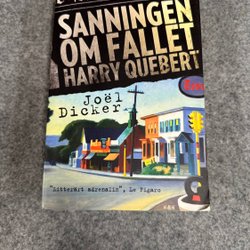 SANNINGEN
OM FALLET
HARRY QUEBERT
Joël
Dicker
"Litterärt adrenalin", Le Figaro